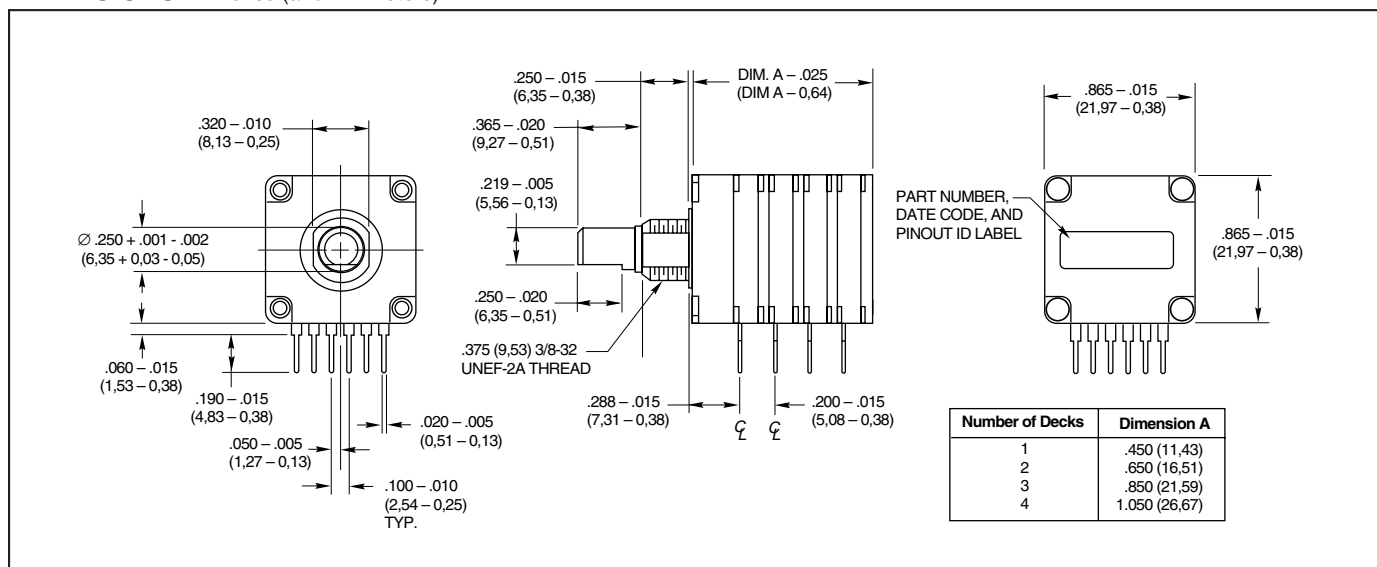 .250 – .015
(6,35 – 0,38)
DIM. A – .025
(DIM A – 0,64)
.865 – .015
(21,97 – 0,38)
.320 – .010
(8,13 – 0,25)
.365 – .020
(9,27 – 0,51)
.219 – .005
(5,56 – 0,13)
PART NUMBER,
DATE CODE, AND
PINOUT ID LABEL
∅ .250 + .001 - .002
(6,35 + 0,03 - 0,05)
.865 – .015
(21,97 – 0,38)
.250 – .020
(6,35 – 0,51)
.375 (9,53) 3/8-32
UNEF-2A THREAD
.060 – .015
(1,53 – 0,38)
.190 – .015
(4,83 – 0,38)
.020 – .005
(0,51 – 0,13)
.050 – .005
(1,27 – 0,13)
.100 – .010
(2,54 – 0,25)
TYP.
.288 – .015
(7,31 – 0,38)
℄ ℄
.200 – .015
(5,08 – 0,38)
Number of Decks Dimension A
1 .450 (11,43)
2 .650 (16,51)
3 .850 (21,59)
4 1.050 (26,67)